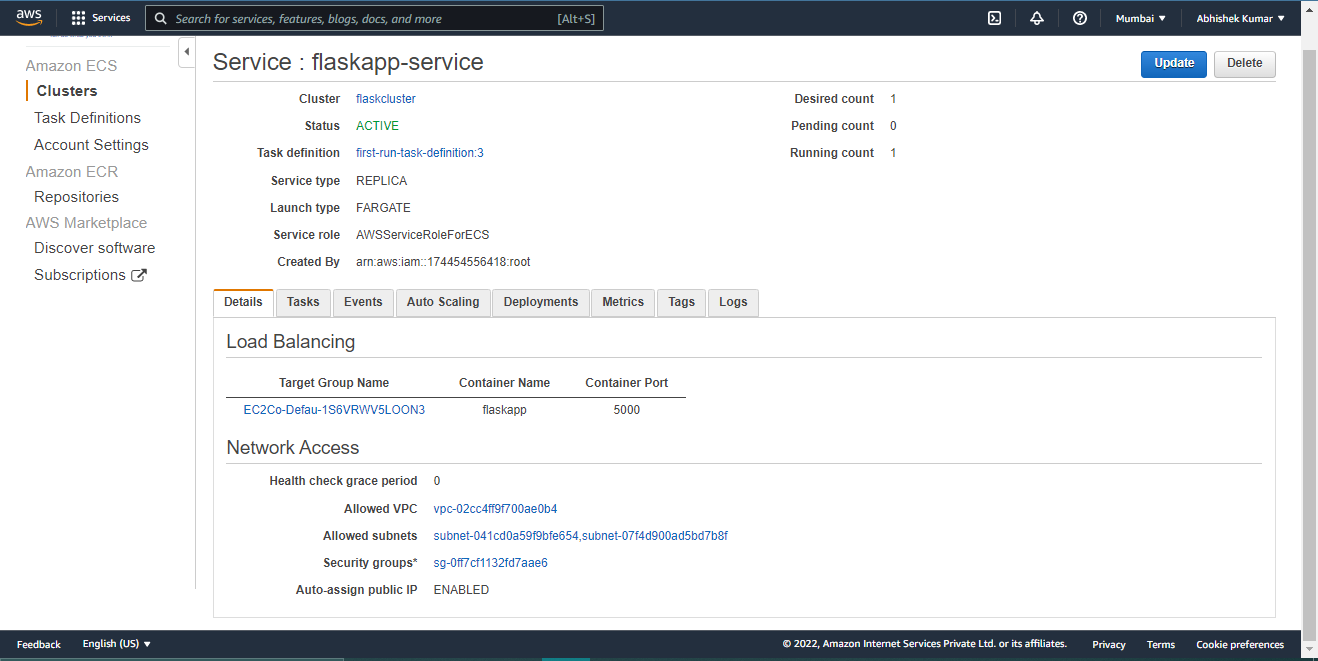 aws Services Search for services, features, blogs, docs, and more [Alt+S] Mumbai ▼ Abhishek Kumar ▼
Amazon ECS
Clusters
Task Definitions
Account Settings
Amazon ECR
Repositories
AWS Marketplace
Discover software
Subscriptions
Service : flaskapp-service
Update Delete
Cluster flaskcluster
Status ACTIVE
Task definition first-run-task-definition:3
Service type REPLICA
Launch type FARGATE
Service role AWSServiceRoleForECS
Created By arn:aws:iam::174454556418:root
Desired count 1
Pending count 0
Running count 1
Details Tasks Events Auto Scaling Deployments Metrics Tags Logs
Load Balancing
Target Group Name Container Name Container Port
EC2Co-Defau-1S6VRWV5LOON3 flaskapp 5000
Network Access
Health check grace period 0
Allowed VPC vpc-02cc4ff9f700ae0b4
Allowed subnets subnet-041cd0a59f9bfe654,subnet-07f4d900ad5bd7b8f
Security groups* sg-0ff7cf1132fd7aae6
Auto-assign public IP ENABLED
Feedback English (US) ▼ © 2022, Amazon Internet Services Private Ltd. or its affiliates. Privacy Terms Cookie preferences